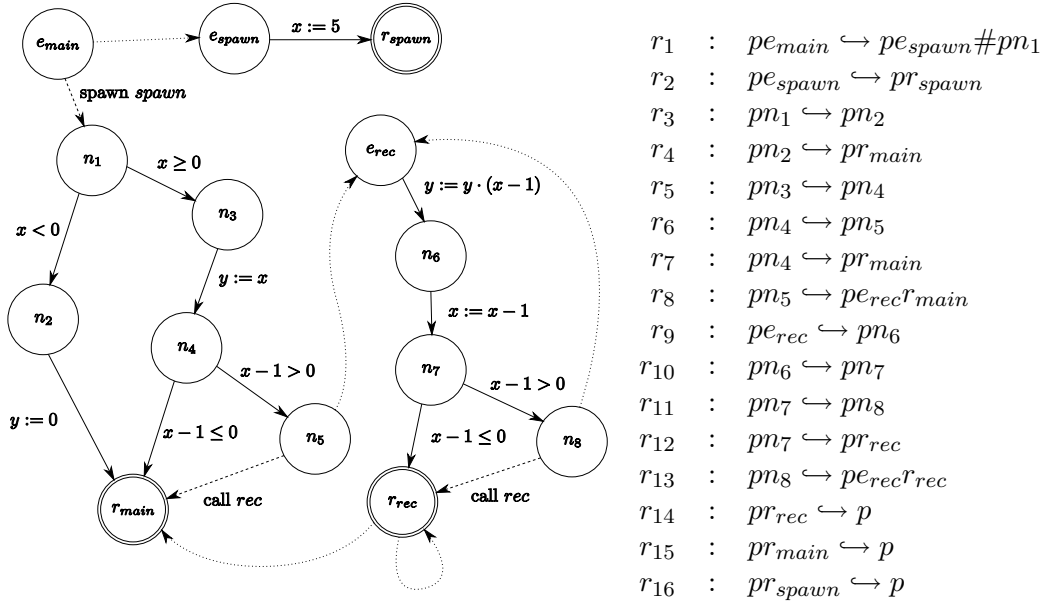 e_main
e_spawn
x := 5
r_spawn
spawn spawn
n_1
x ≥ 0
x < 0
n_3
y := x
n_2
n_4
x − 1 > 0
y := 0
x − 1 ≤ 0
n_5
r_main
call rec
e_rec
y := y · (x − 1)
n_6
x := x − 1
n_7
x − 1 > 0
x − 1 ≤ 0
n_8
r_rec
call rec
r_1 : pe_main ↪ pe_spawn#pn_1
r_2 : pe_spawn ↪ pr_spawn
r_3 : pn_1 ↪ pn_2
r_4 : pn_2 ↪ pr_main
r_5 : pn_3 ↪ pn_4
r_6 : pn_4 ↪ pn_5
r_7 : pn_4 ↪ pr_main
r_8 : pn_5 ↪ pe_rec r_main
r_9 : pe_rec ↪ pn_6
r_10 : pn_6 ↪ pn_7
r_11 : pn_7 ↪ pn_8
r_12 : pn_7 ↪ pr_rec
r_13 : pn_8 ↪ pe_rec r_rec
r_14 : pr_rec ↪ p
r_15 : pr_main ↪ p
r_16 : pr_spawn ↪ p